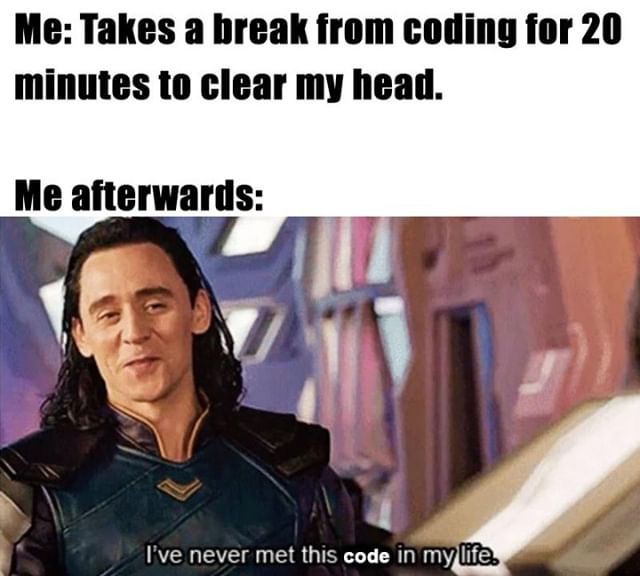 Me: Takes a break from coding for 20
minutes to clear my head.
Me afterwards:
I've never met this code in my life.